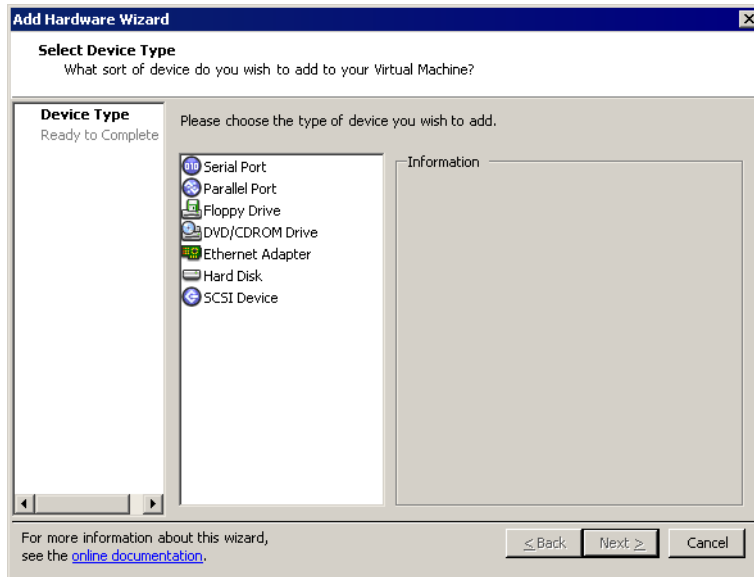 Add Hardware Wizard
Select Device Type
What sort of device do you wish to add to your Virtual Machine?
Device Type
Ready to Complete
Please choose the type of device you wish to add.
Serial Port
Parallel Port
Floppy Drive
DVD/CDROM Drive
Ethernet Adapter
Hard Disk
SCSI Device
Information
For more information about this wizard,
see the online documentation.
< Back
Next >
Cancel